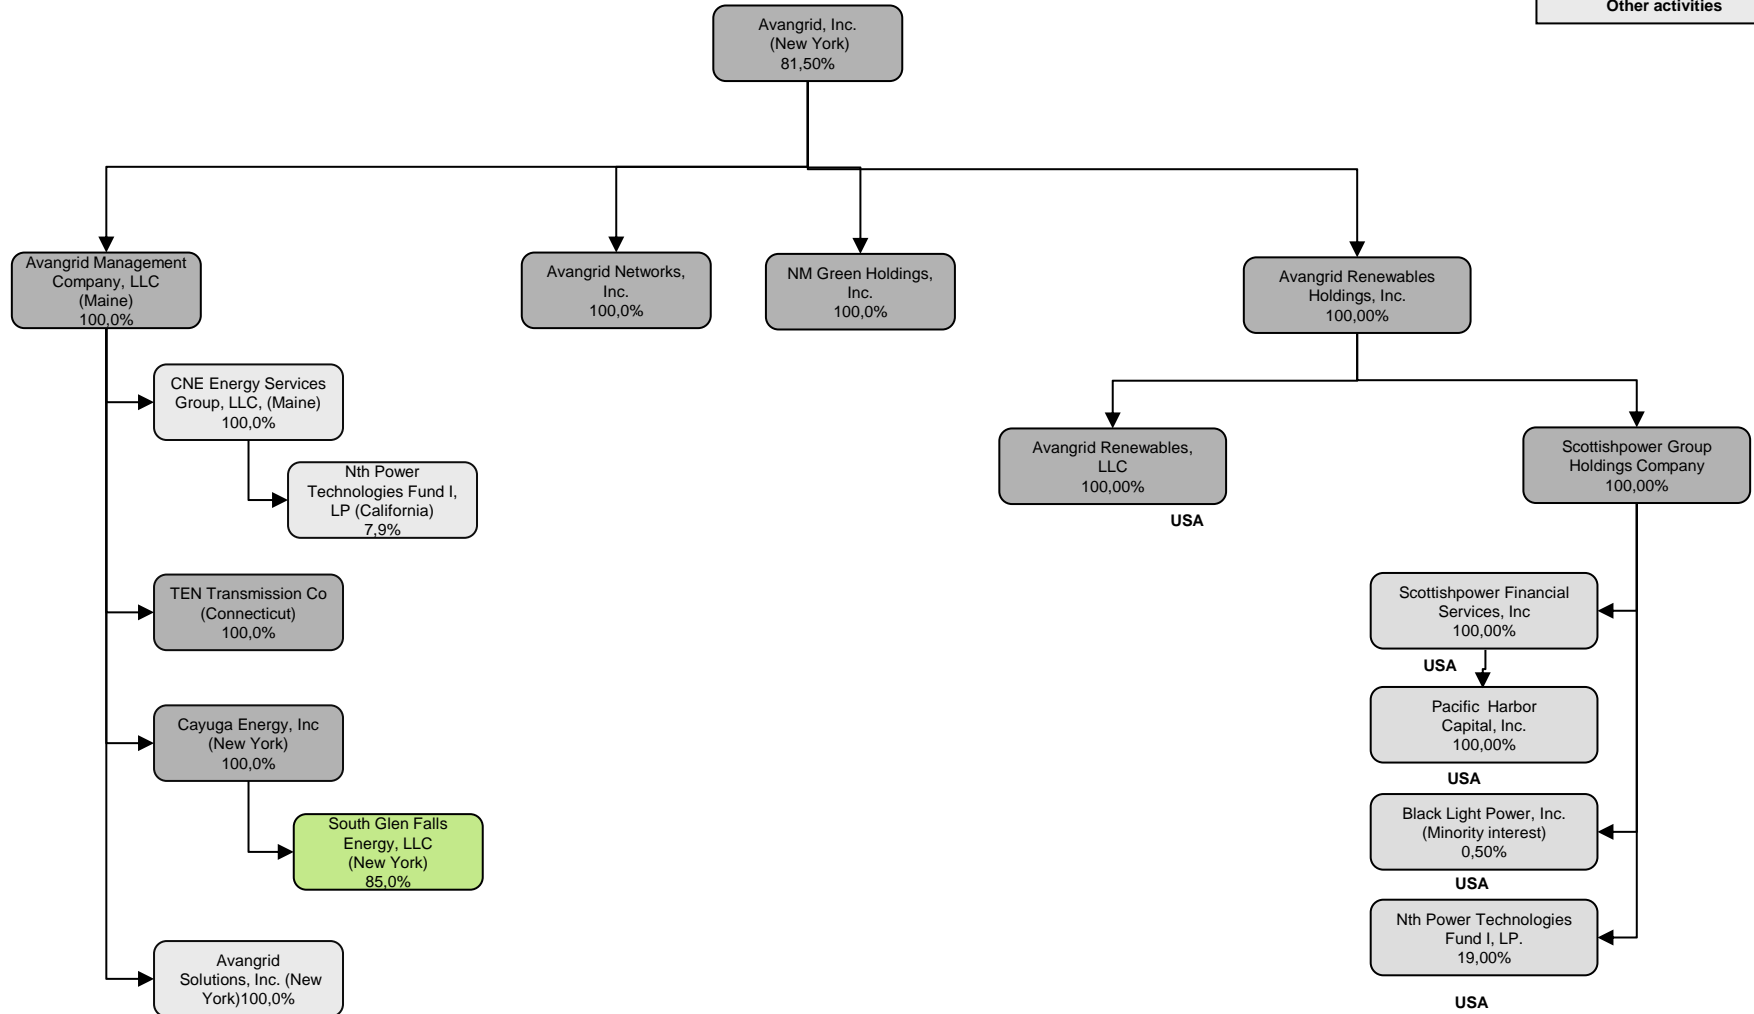 Other activities
Avangrid, Inc.
(New York)
81,50%
Avangrid Management
Company, LLC
(Maine)
100,0%
Avangrid Networks,
Inc.
100,0%
NM Green Holdings,
Inc.
100,0%
Avangrid Renewables
Holdings, Inc.
100,00%
CNE Energy Services
Group, LLC, (Maine)
100,0%
Nth Power
Technologies Fund I,
LP (California)
7,9%
TEN Transmission Co
(Connecticut)
100,0%
Cayuga Energy, Inc
(New York)
100,0%
South Glen Falls
Energy, LLC
(New York)
85,0%
Avangrid
Solutions, Inc. (New
York)100,0%
Avangrid Renewables,
LLC
100,00%
USA
Scottishpower Group
Holdings Company
100,00%
Scottishpower Financial
Services, Inc
100,00%
USA
Pacific  Harbor
Capital, Inc.
100,00%
USA
Black Light Power, Inc.
(Minority interest)
0,50%
USA
Nth Power Technologies
Fund I, LP.
19,00%
USA